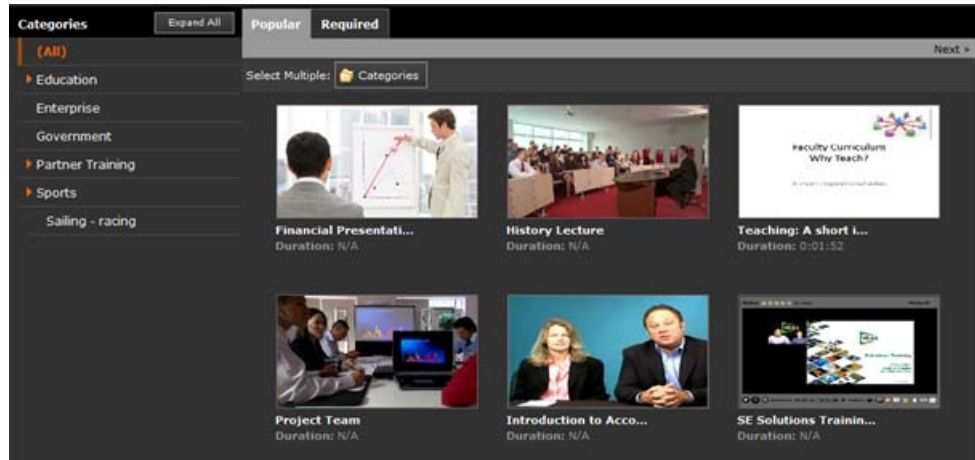 Categories
Expand All
Popular
Required
(All)
Next »
Education
Select Multiple:
Categories
Enterprise
Government
Partner Training
Sports
Sailing - racing
Faculty Curriculum
Why Teach?
Financial Presentati...
History Lecture
Teaching: A short i...
Duration: N/A
Duration: N/A
Duration: 0:01:52
Project Team
Introduction to Acco...
SE Solutions Trainin...
Duration: N/A
Duration: N/A
Duration: N/A